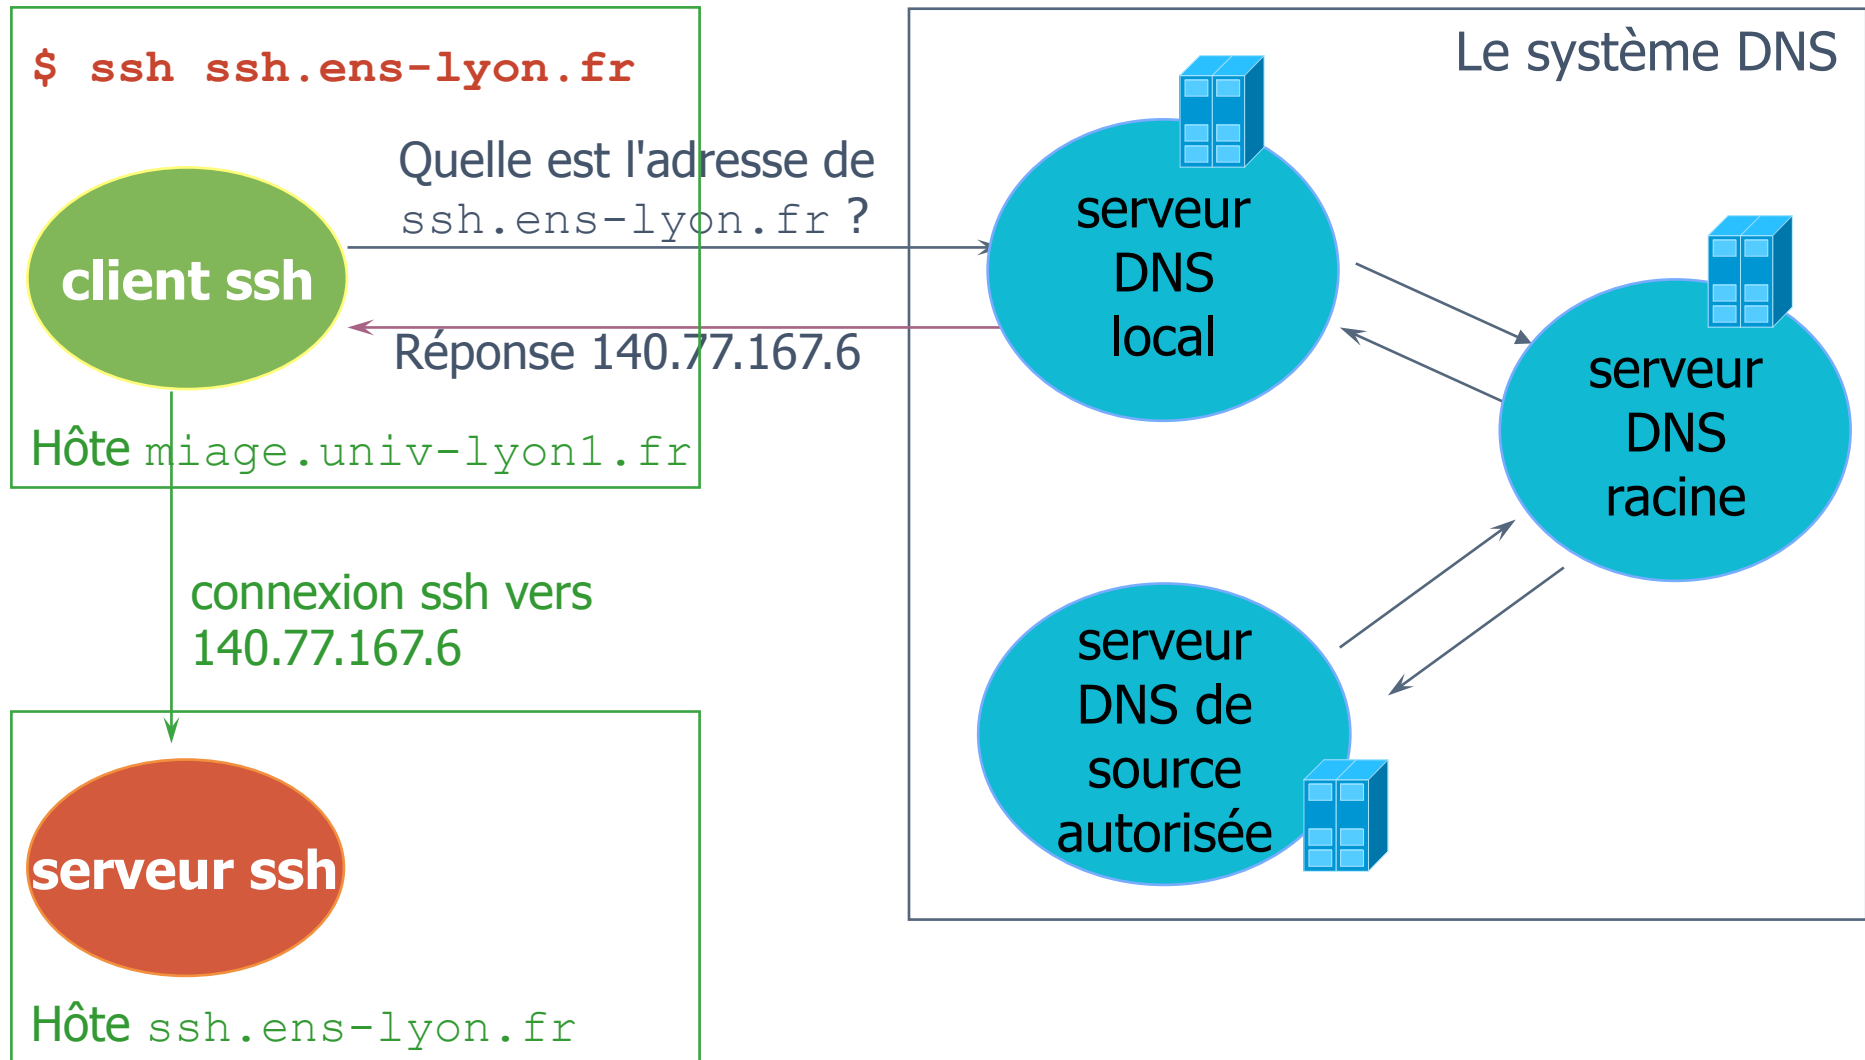 $ ssh ssh.ens-lyon.fr
Quelle est l'adresse de
ssh.ens-lyon.fr ?
client ssh
Réponse 140.77.167.6
Hôte miage.univ-lyon1.fr
connexion ssh vers
140.77.167.6
serveur ssh
Hôte ssh.ens-lyon.fr
Le système DNS
serveur
DNS
local
serveur
DNS
racine
serveur
DNS de
source
autorisée